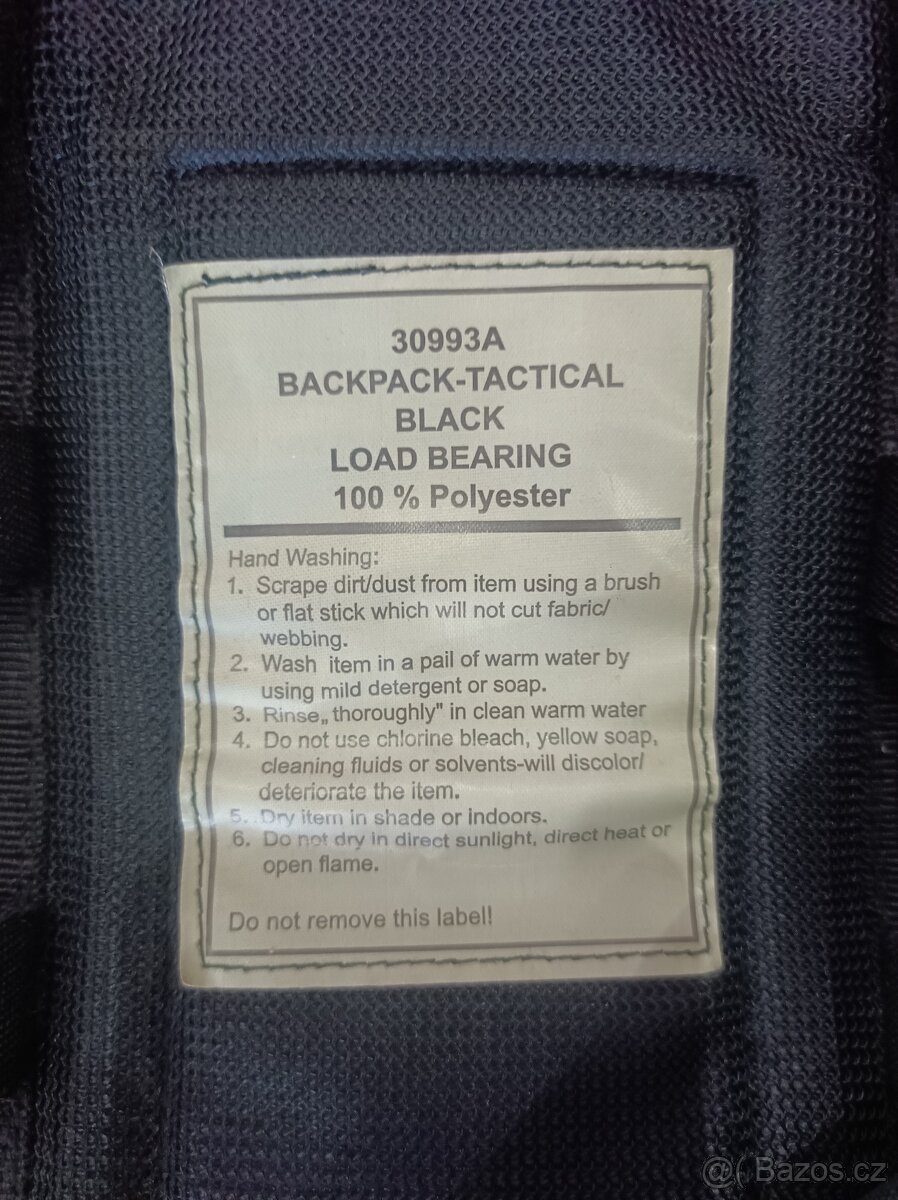 30993A
BACKPACK-TACTICAL
BLACK
LOAD BEARING
100 % Polyester
Hand Washing:
1. Scrape dirt/dust from item using a brush
or flat stick which will not cut fabric/
webbing.
2. Wash item in a pail of warm water by
using mild detergent or soap.
3. Rinse„ thoroughly" in clean warm water
4. Do not use chlorine bleach, yellow soap,
cleaning fluids or solvents-will discolor/
deteriorate the item.
5. Dry item in shade or indoors.
6. Do not dry in direct sunlight, direct heat or
open flame.
Do not remove this label!
@( Bazos.cz